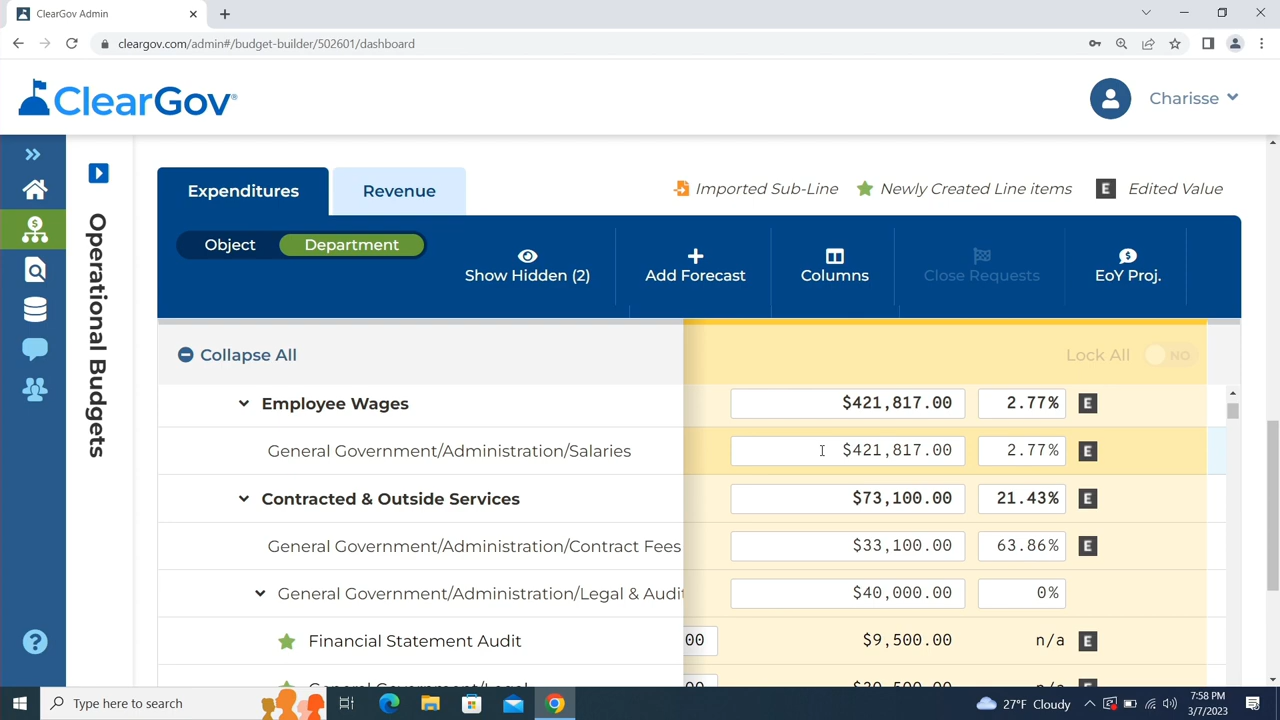 ClearGov Admin
cleargov.com/admin#/budget-builder/502601/dashboard
ClearGov®
Charisse
Operational Budgets
Expenditures
Revenue
Imported Sub-Line
Newly Created Line items
E Edited Value
Object
Department
Show Hidden (2)
Add Forecast
Columns
Close Requests
EoY Proj.
Collapse All
Lock All NO
Employee Wages $421,817.00 2.77% E
General Government/Administration/Salaries $421,817.00 2.77% E
Contracted & Outside Services $73,100.00 21.43% E
General Government/Administration/Contract Fees $33,100.00 63.86% E
General Government/Administration/Legal & Audit $40,000.00 0%
Financial Statement Audit 00 $9,500.00 n/a E
Type here to search
27°F Cloudy
7:58 PM
3/7/2023